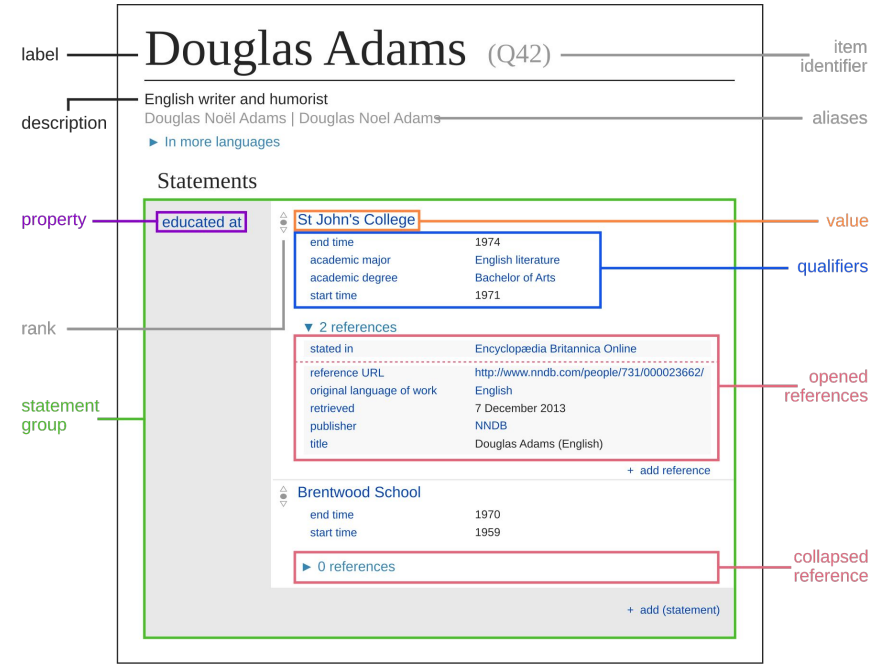 label
Douglas Adams (Q42)
item
identifier
description
English writer and humorist
Douglas Noël Adams | Douglas Noel Adams
aliases
► In more languages
Statements
property
educated at
St John's College
value
end time 1974
academic major English literature
academic degree Bachelor of Arts
start time 1971
qualifiers
rank
▼ 2 references
stated in Encyclopædia Britannica Online
reference URL http://www.nndb.com/people/731/000023662/
original language of work English
retrieved 7 December 2013
publisher NNDB
title Douglas Adams (English)
opened
references
statement
group
+ add reference
Brentwood School
end time 1970
start time 1959
► 0 references
collapsed
reference
+ add (statement)